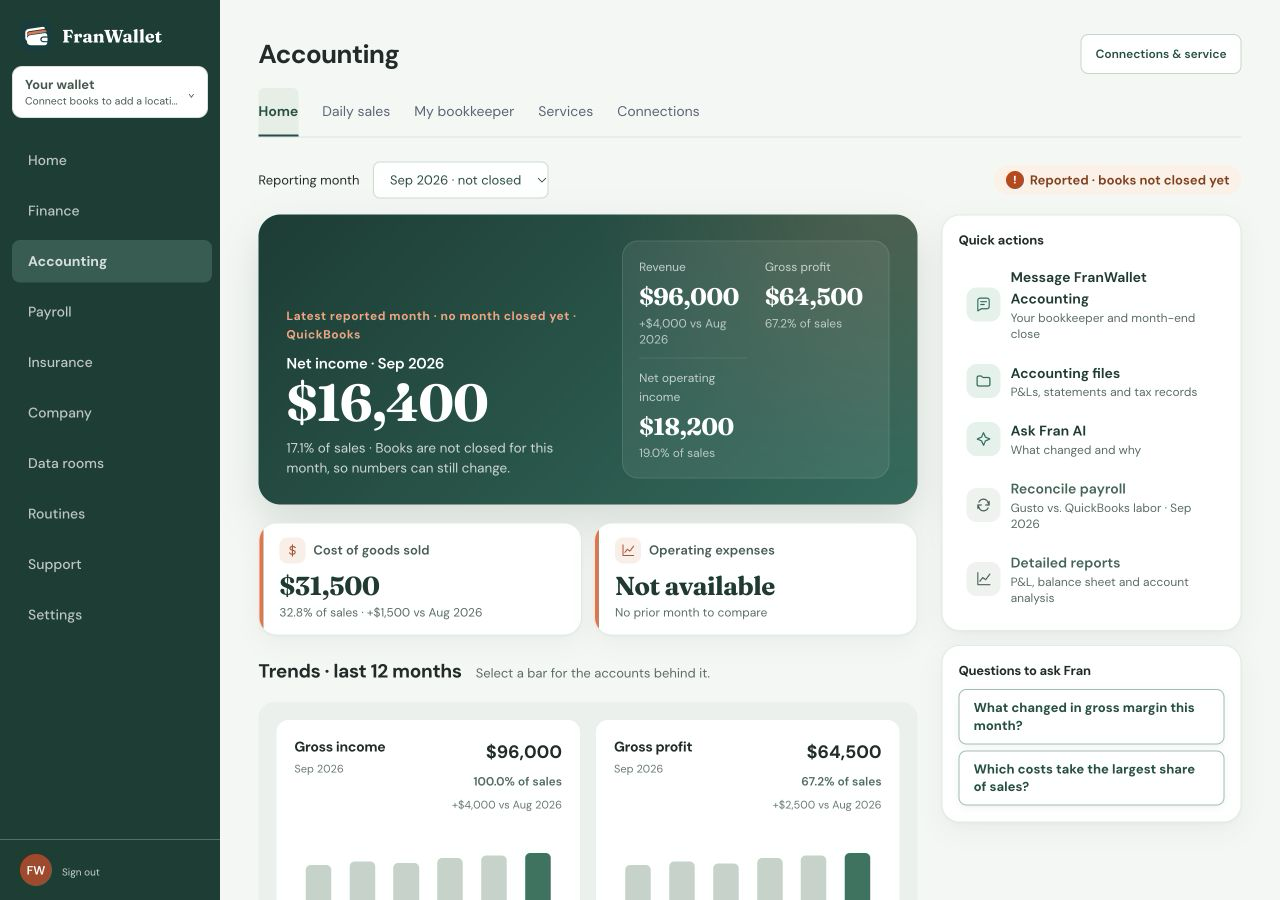 FranWallet
Your wallet
Connect books to add a locati...
Home
Finance
Accounting
Payroll
Insurance
Company
Data rooms
Routines
Support
Settings
FW
Sign out
Accounting
Connections & service
Home
Daily sales
My bookkeeper
Services
Connections
Reporting month
Sep 2026 · not closed
! Reported · books not closed yet
Latest reported month · no month closed yet ·
QuickBooks
Net income · Sep 2026
$16,400
17.1% of sales · Books are not closed for this
month, so numbers can still change.
Revenue
$96,000
+$4,000 vs Aug
2026
Gross profit
$64,500
67.2% of sales
Net operating
income
$18,200
19.0% of sales
$ Cost of goods sold
$31,500
32.8% of sales · +$1,500 vs Aug 2026
Operating expenses
Not available
No prior month to compare
Trends · last 12 months
Select a bar for the accounts behind it.
Gross income
Sep 2026
$96,000
100.0% of sales
+$4,000 vs Aug 2026
Gross profit
Sep 2026
$64,500
67.2% of sales
+$2,500 vs Aug 2026
Quick actions
Message FranWallet
Accounting
Your bookkeeper and month-end
close
Accounting files
P&Ls, statements and tax records
Ask Fran AI
What changed and why
Reconcile payroll
Gusto vs. QuickBooks labor · Sep
2026
Detailed reports
P&L, balance sheet and account
analysis
Questions to ask Fran
What changed in gross margin this
month?
Which costs take the largest share
of sales?